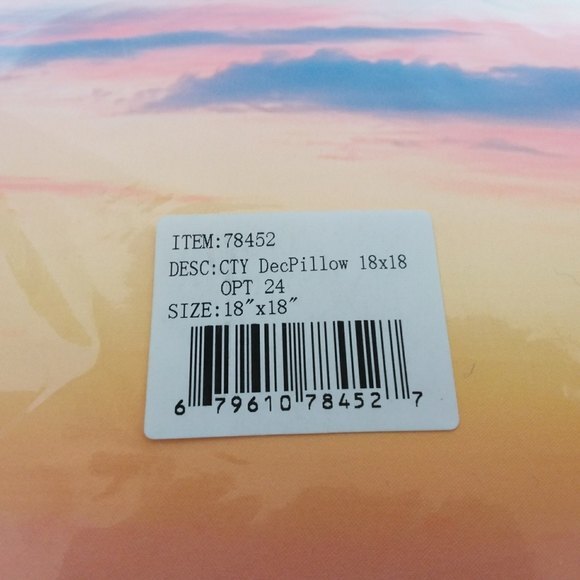 ITEM:78452
DESC:CTY DecPillow 18x18
OPT 24
SIZE:18"x18"
6 79610 78452 7